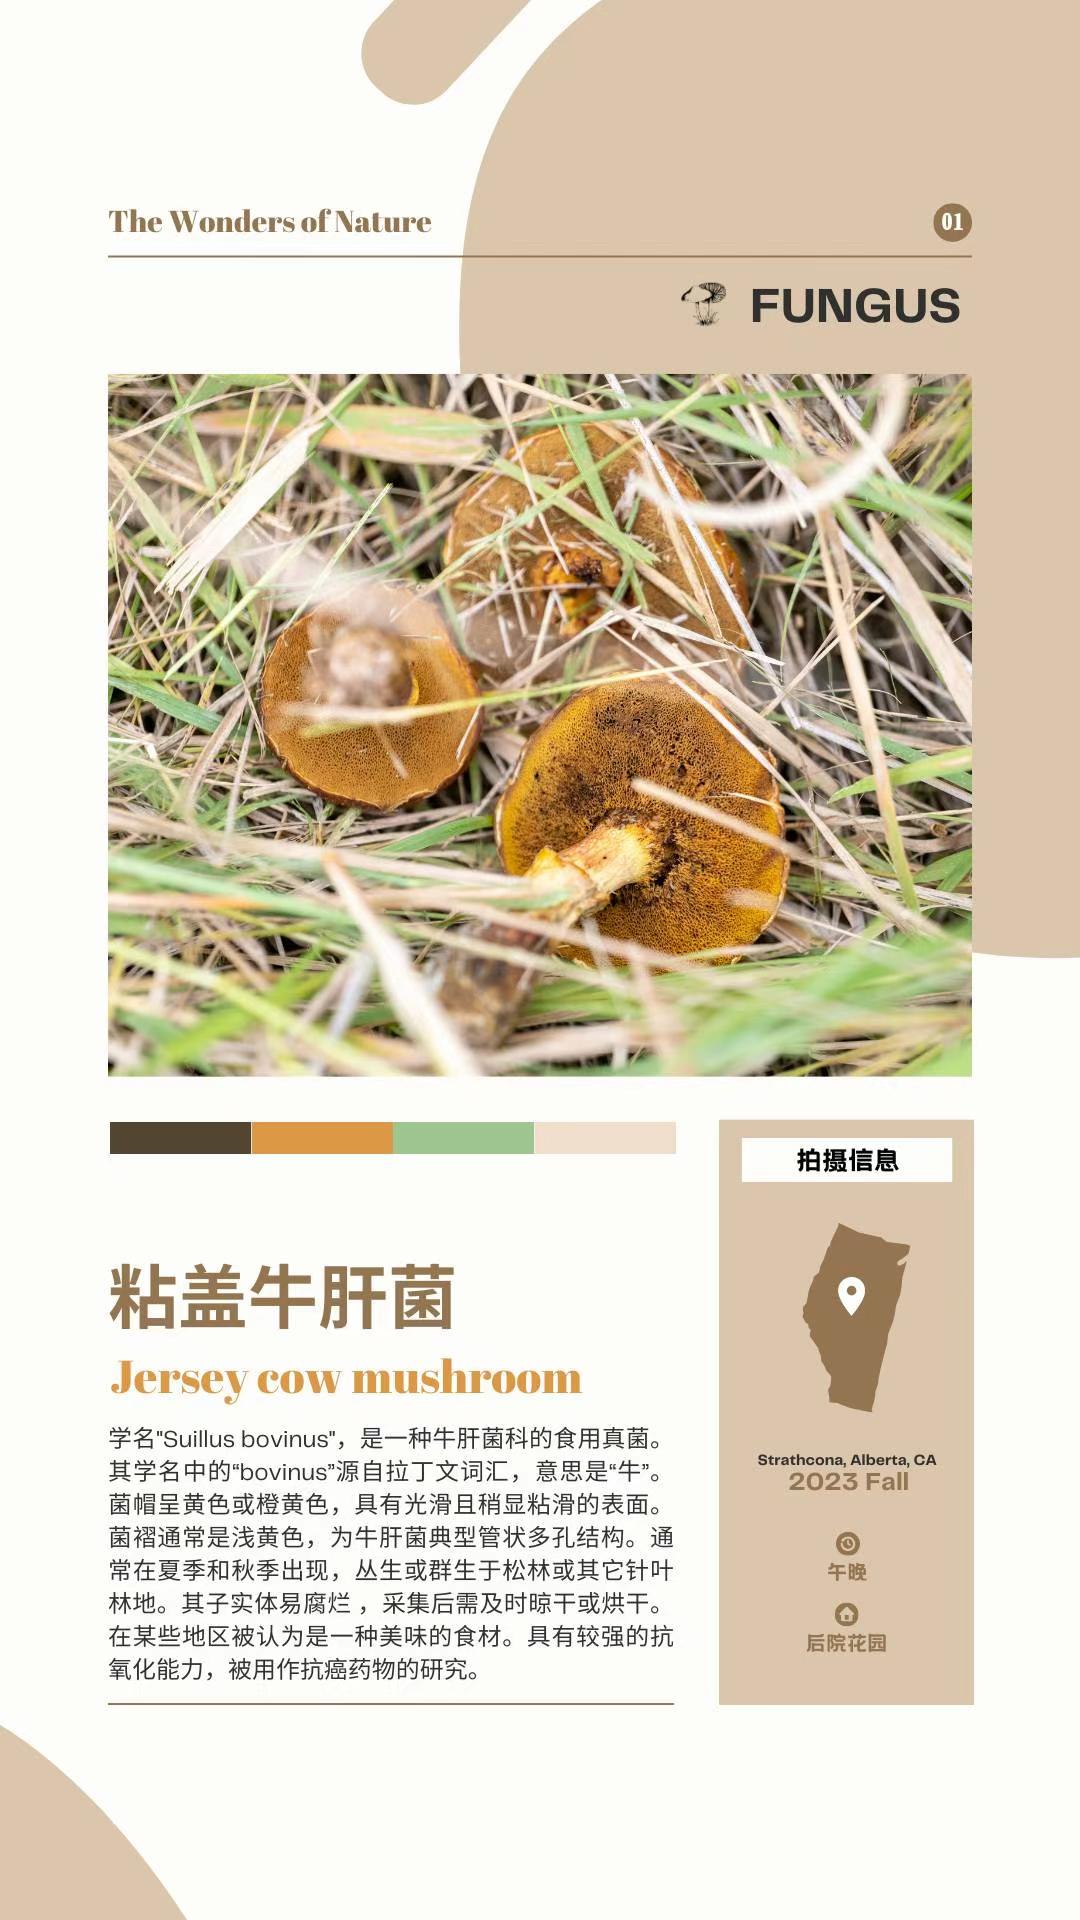 The Wonders of Nature
01
FUNGUS
拍摄信息
粘盖牛肝菌
Jersey cow mushroom
学名"Suillus bovinus"，是一种牛肝菌科的食用真菌。
其学名中的“bovinus”源自拉丁文词汇，意思是“牛”。
菌帽呈黄色或橙黄色，具有光滑且稍显粘滑的表面。
菌褶通常是浅黄色，为牛肝菌典型管状多孔结构。通
常在夏季和秋季出现，丛生或群生于松林或其它针叶
林地。其子实体易腐烂 ，采集后需及时晾干或烘干。
在某些地区被认为是一种美味的食材。具有较强的抗
氧化能力，被用作抗癌药物的研究。
Strathcona, Alberta, CA
2023 Fall
午晚
后院花园